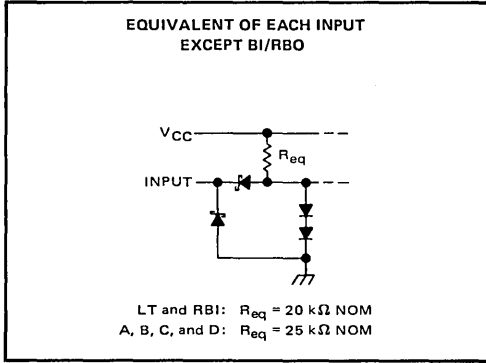 EQUIVALENT OF EACH INPUT
EXCEPT BI/RBO
VCC
Req
INPUT
LT and RBI: Req = 20 kΩ NOM
A, B, C, and D: Req = 25 kΩ NOM